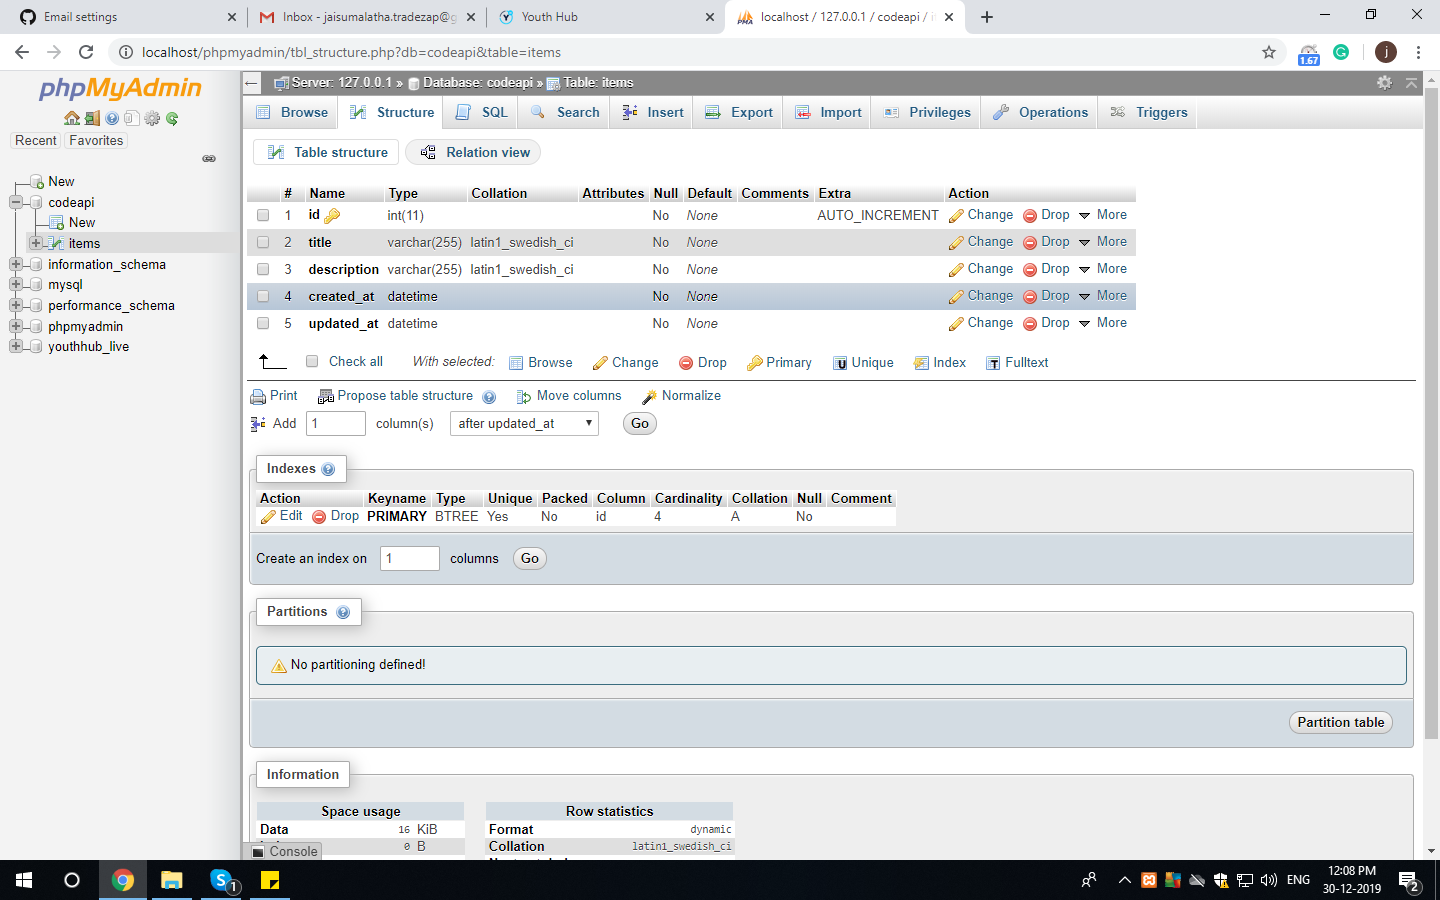 Email settings
Inbox - jaisumalatha.tradezap@g
Youth Hub
localhost / 127.0.0.1 / codeapi / i
localhost/phpmyadmin/tbl_structure.php?db=codeapi&table=items
1.67
j
phpMyAdmin
Recent Favorites
New
codeapi
New
items
information_schema
mysql
performance_schema
phpmyadmin
youthhub_live
Server: 127.0.0.1 » Database: codeapi » Table: items
Browse Structure SQL Search Insert Export Import Privileges Operations Triggers
Table structure Relation view
# Name Type Collation Attributes Null Default Comments Extra Action
1 id int(11) No None AUTO_INCREMENT Change Drop More
2 title varchar(255) latin1_swedish_ci No None Change Drop More
3 description varchar(255) latin1_swedish_ci No None Change Drop More
4 created_at datetime No None Change Drop More
5 updated_at datetime No None Change Drop More
Check all With selected: Browse Change Drop Primary Unique Index Fulltext
Print Propose table structure Move columns Normalize
Add 1 column(s) after updated_at Go
Indexes
Action Keyname Type Unique Packed Column Cardinality Collation Null Comment
Edit Drop PRIMARY BTREE Yes No id 4 A No
Create an index on 1 columns Go
Partitions
No partitioning defined!
Partition table
Information
Space usage
Data 16 KiB
0 B
Row statistics
Format dynamic
Collation latin1_swedish_ci
Console
1
ENG
12:08 PM
30-12-2019
2